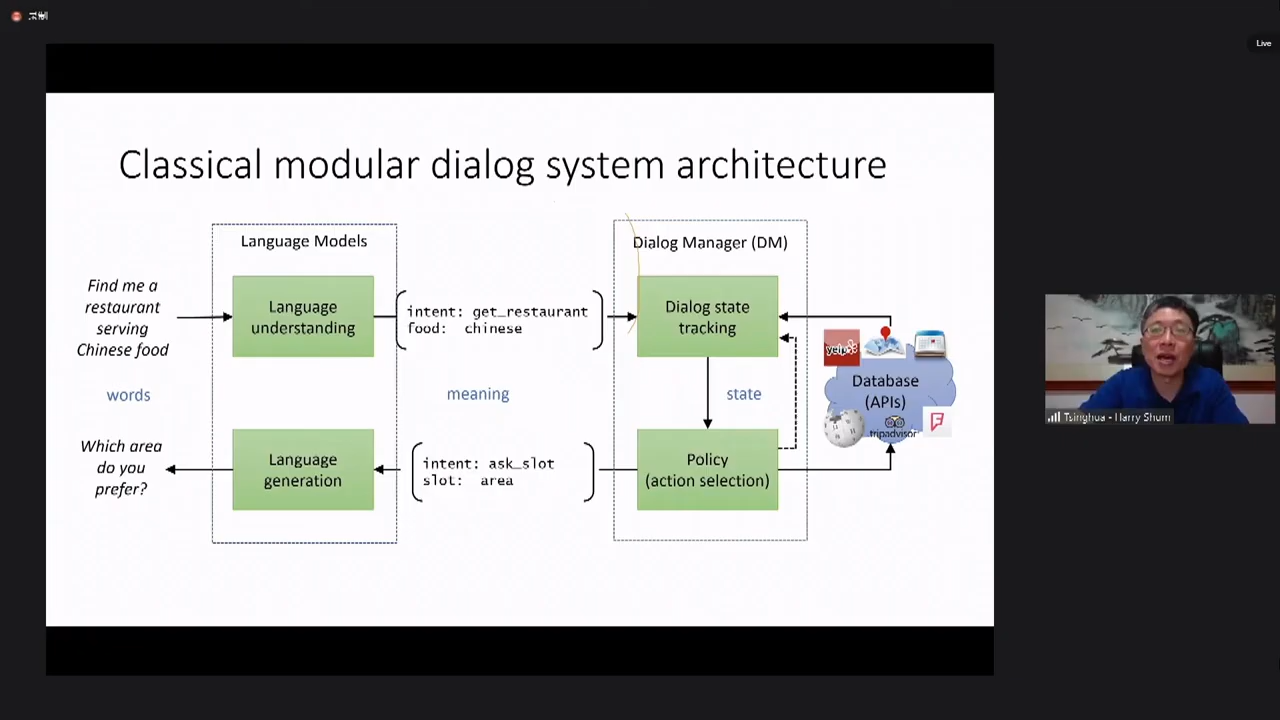 Live
Classical modular dialog system architecture
Language Models
Dialog Manager (DM)
Find me a
restaurant
serving
Chinese food
Language
understanding
intent: get_restaurant
food: chinese
Dialog state
tracking
yelp
words
meaning
state
Database
(APIs)
tripadvisor
Which area
do you
prefer?
Language
generation
intent: ask_slot
slot: area
Policy
(action selection)
Tsinghua - Harry Shum